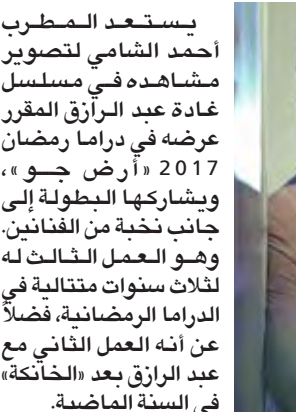 يستعد المطرب
أحمد الشامي لتصوير
مشاهده في مسلسل
غادة عبد الرازق المقرر
عرضه في دراما رمضان
2017 «أرض جو»،
ويشاركها البطولة إلى
جانب نخبة من الفنانين.
وهو العمل الثالث له
لثلاث سنوات متتالية في
الدراما الرمضانية، فضلاً
عن أنه العمل الثاني مع
عبد الرازق بعد «الخانكة»
في السنة الماضية.